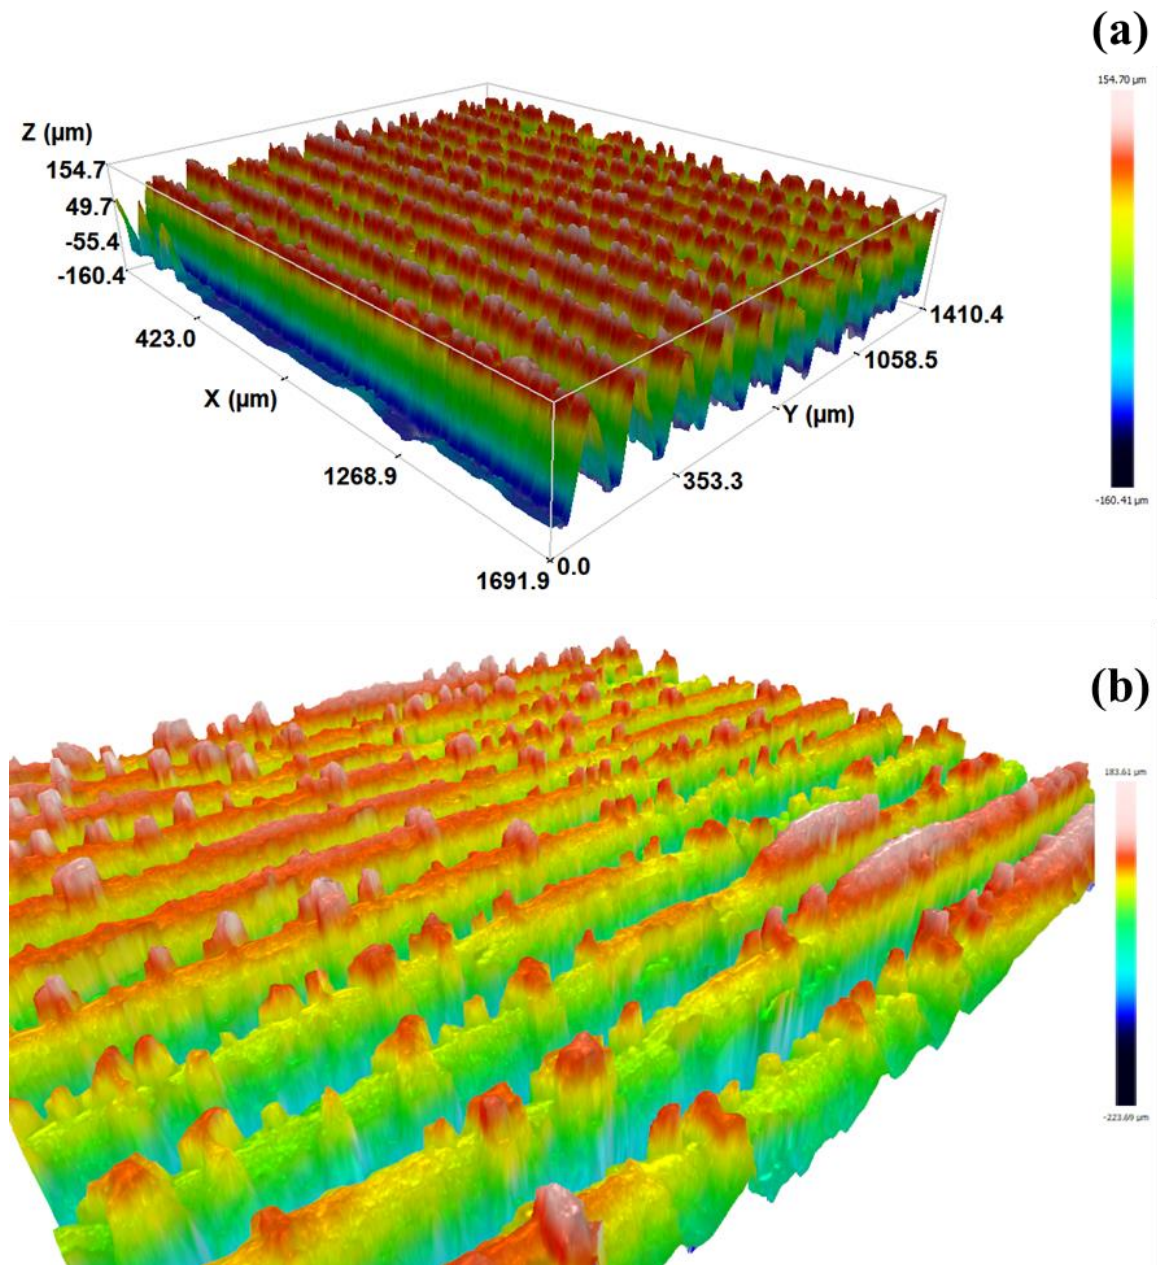 (a)
154.70 µm
Z (µm)
154.7
49.7
-55.4
-160.4
423.0
X (µm)
1268.9
1691.9
0.0
353.3
Y (µm)
1058.5
1410.4
-160.41 µm
(b)
183.61 µm
-223.69 µm